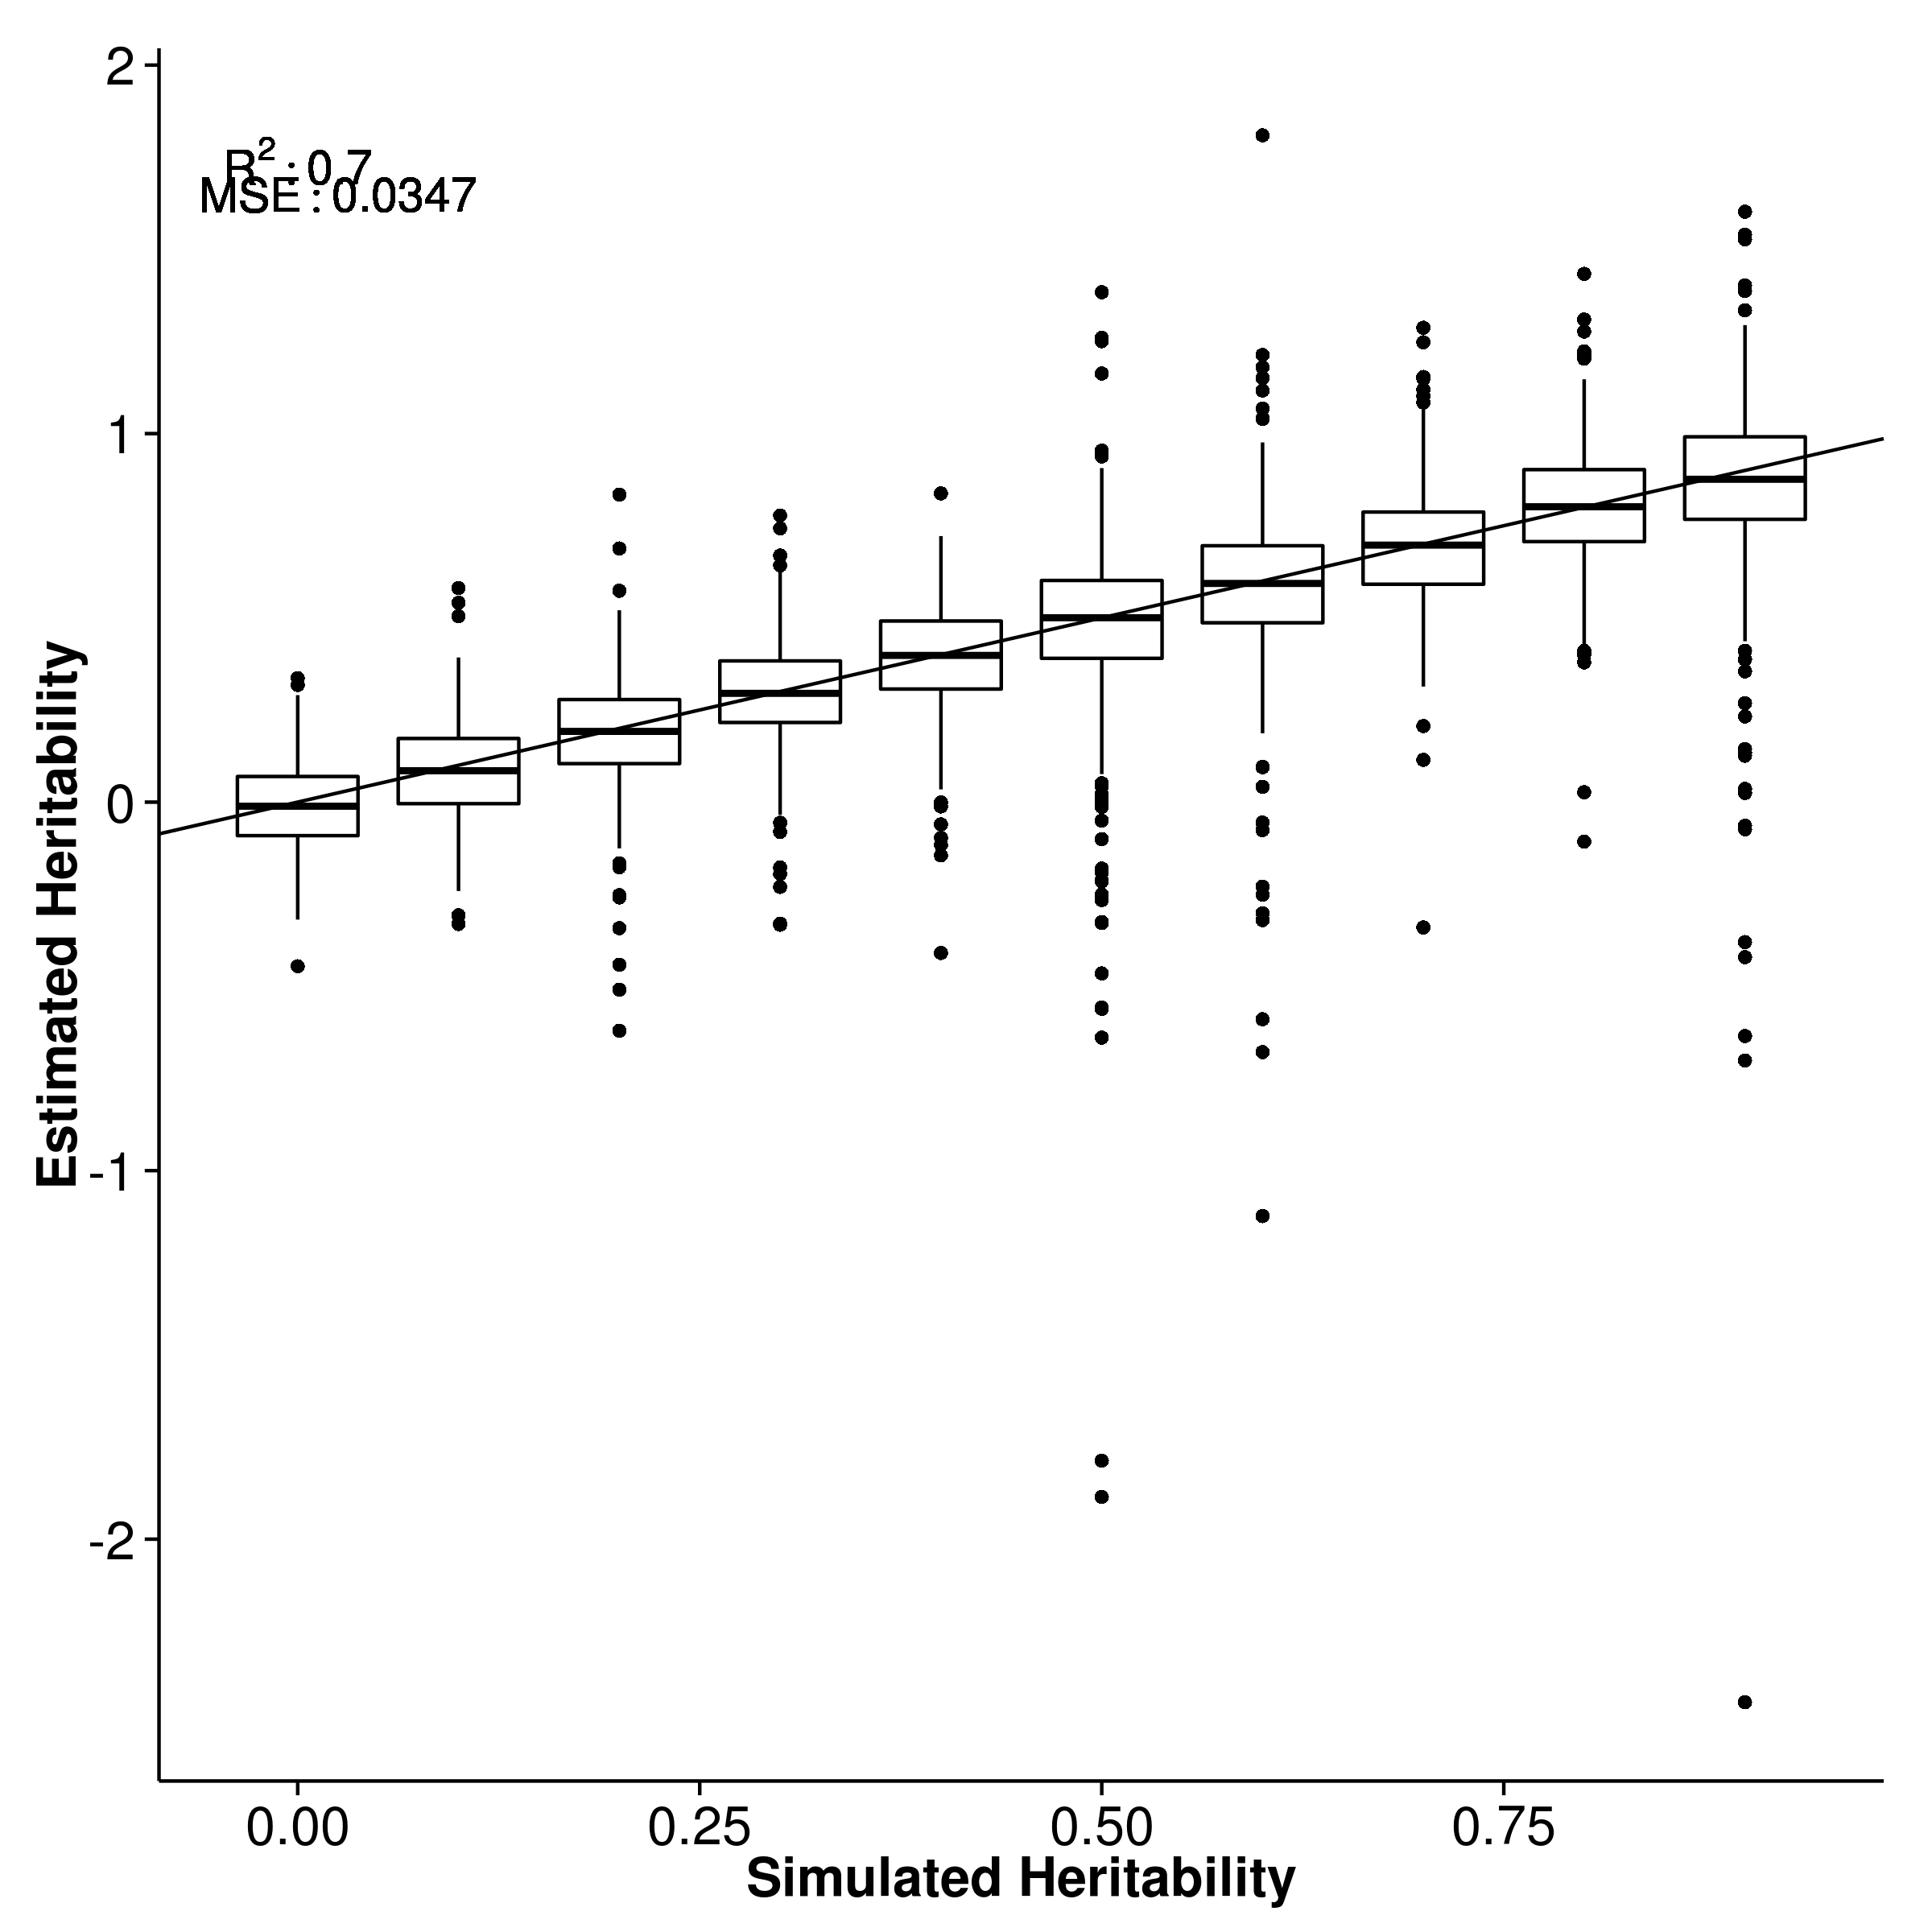 2
R²: 0.7
MSE: 0.0347
1
0
-1
-2
Estimated Heritability
0.00 0.25 0.50 0.75
Simulated Heritability